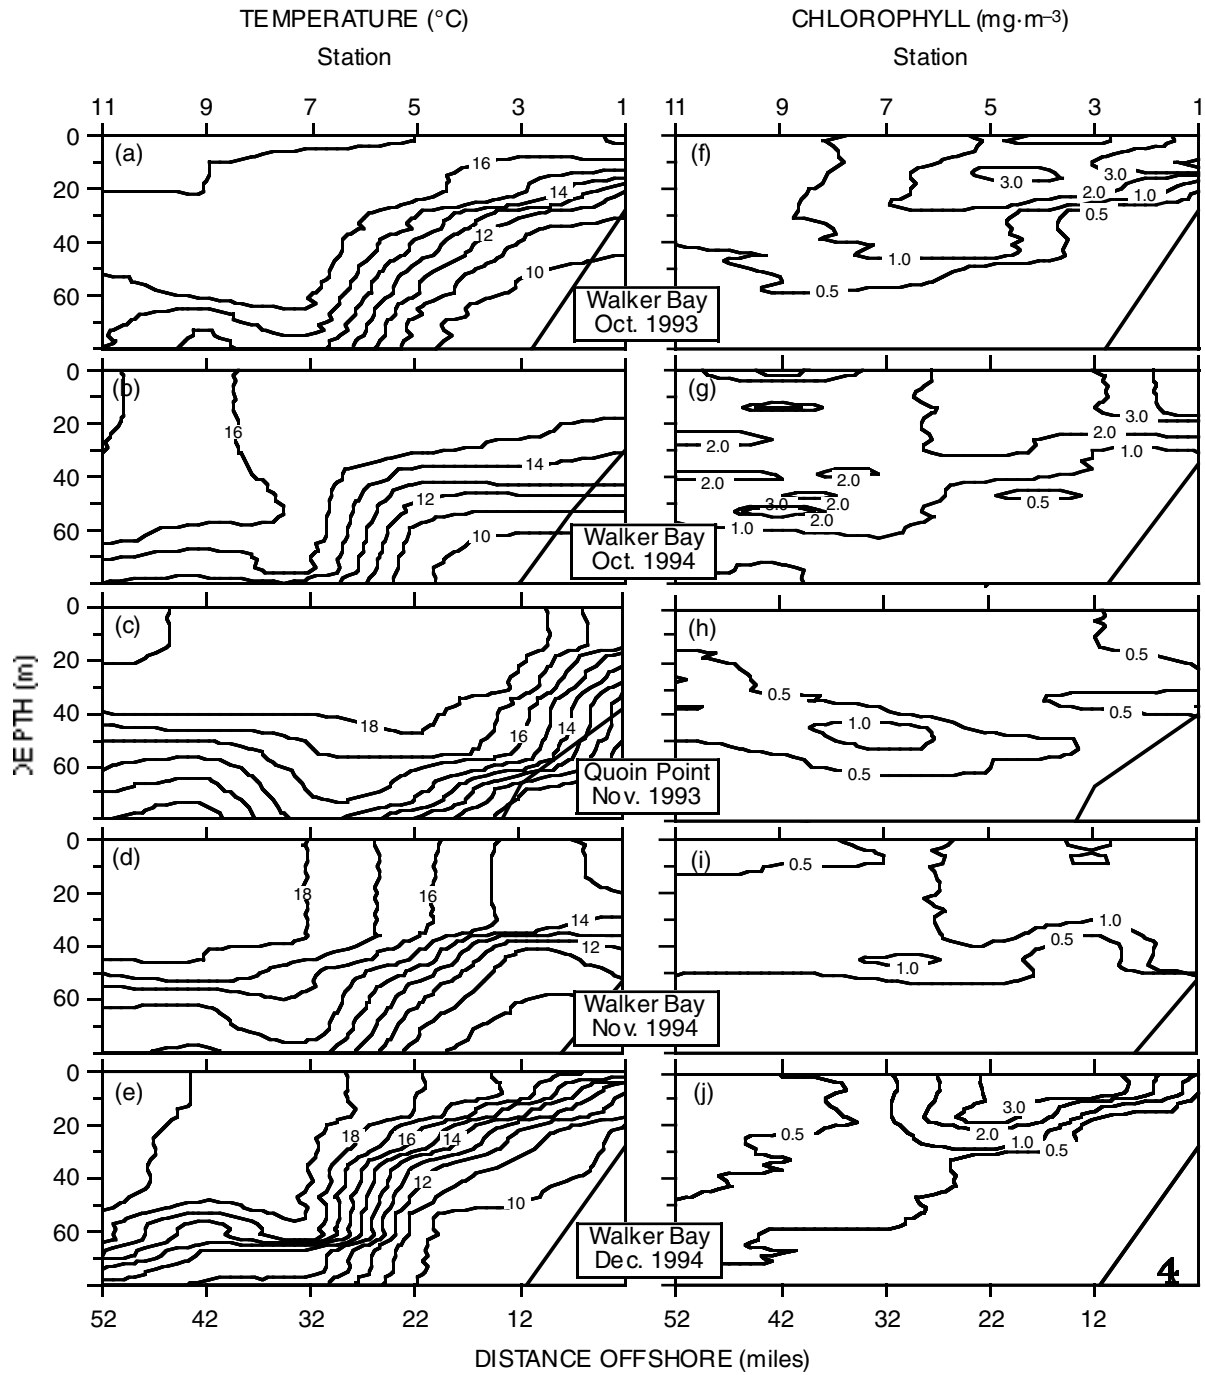 TEMPERATURE (°C)
CHLOROPHYLL (mg·m–3)
Station
Station
11 9 7 5 3 1
11 9 7 5 3 1
DEPTH (m)
0 20 40 60
(a)
16
14
12
10
Walker Bay
Oct. 1993
(f)
3.0
3.0
2.0
1.0
0.5
1.0
0.5
0 20 40 60
(b)
16
14
12
10
Walker Bay
Oct. 1994
(g)
3.0
2.0
1.0
2.0
2.0
2.0
3.0
2.0
2.0
0.5
1.0
0 20 40 60
(c)
18
16
14
Quoin Point
Nov. 1993
(h)
0.5
0.5
0.5
1.0
0.5
0 20 40 60
(d)
18
16
14
12
Walker Bay
Nov. 1994
(i)
0.5
1.0
0.5
1.0
0 20 40 60
(e)
18
16
14
12
10
Walker Bay
Dec. 1994
(j)
3.0
2.0
1.0
0.5
0.5
4
52 42 32 22 12
52 42 32 22 12
DISTANCE OFFSHORE (miles)